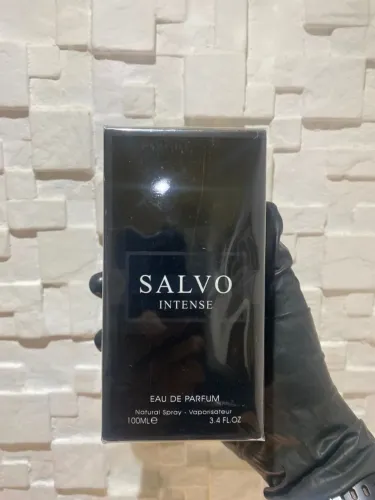 SALVO
INTENSE
EAU DE PARFUM
Natural Spray - Vaporisateur
100ML℮ 3.4 FL.OZ